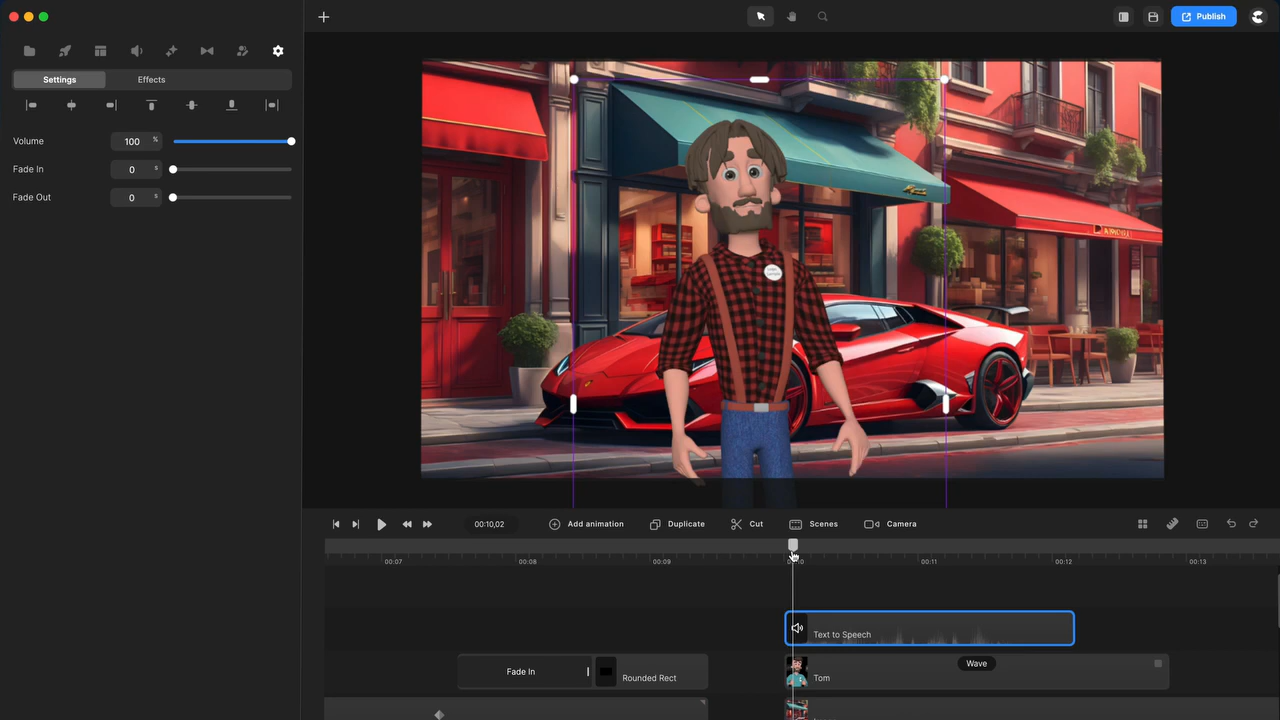 Publish
Settings
Effects
Volume
100 %
Fade In
0 s
Fade Out
0 s
00:10,02
Add animation
Duplicate
Cut
Scenes
Camera
00:07
00:08
00:09
00:11
00:12
00:13
Text to Speech
Fade In
Rounded Rect
Wave
Tom